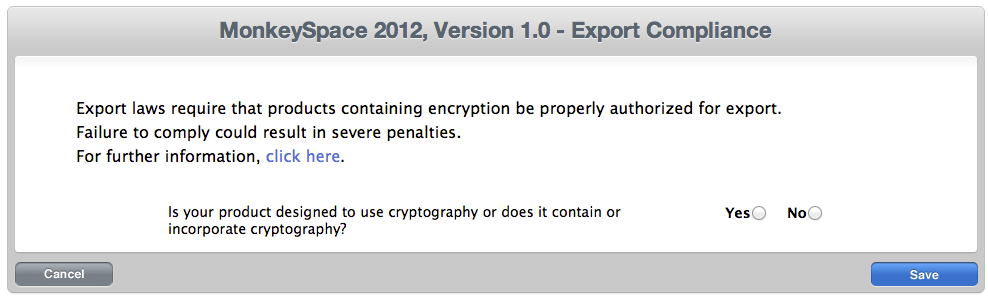 MonkeySpace 2012, Version 1.0 - Export Compliance
Export laws require that products containing encryption be properly authorized for export.
Failure to comply could result in severe penalties.
For further information, click here.
Is your product designed to use cryptography or does it contain or
incorporate cryptography?
Yes No
Cancel Save